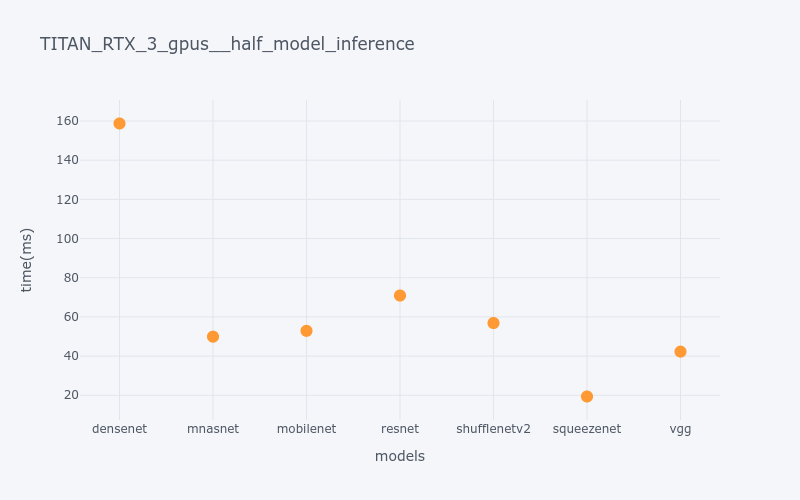 TITAN_RTX_3_gpus__half_model_inference
160
140
120
100
80
60
40
20
time(ms)
densenet mnasnet mobilenet resnet shufflenetv2 squeezenet vgg
models